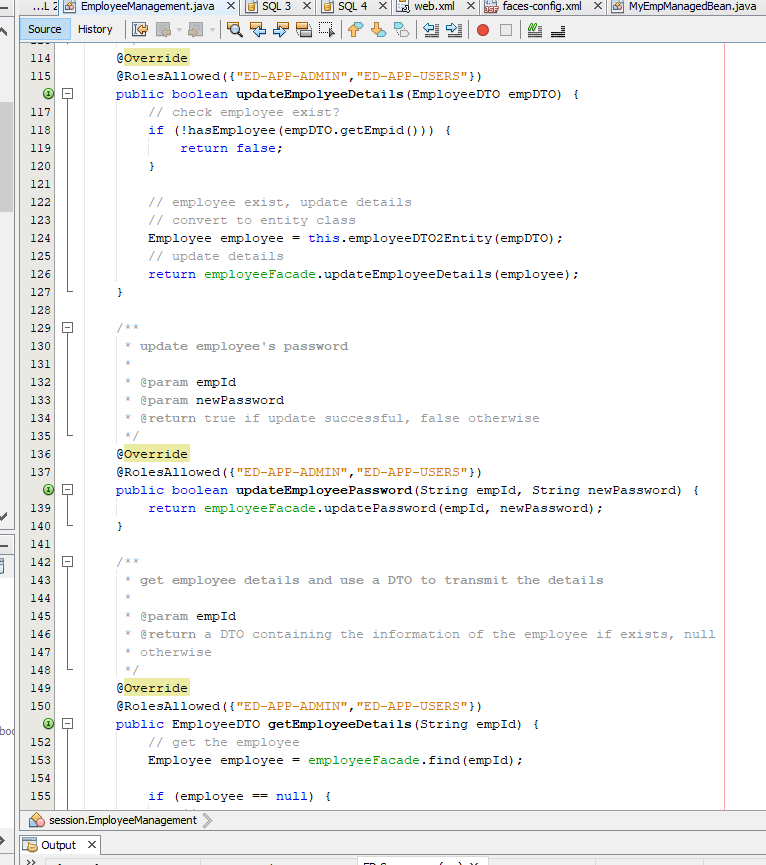 ...L 2
EmployeeManagement.java
SQL 3
SQL 4
web.xml
faces-config.xml
MyEmpManagedBean.java
Source
History
114 @Override
115 @RolesAllowed({"ED-APP-ADMIN","ED-APP-USERS"})
public boolean updateEmpolyeeDetails(EmployeeDTO empDTO) {
117 // check employee exist?
118 if (!hasEmployee(empDTO.getEmpid())) {
119 return false;
120 }
121
122 // employee exist, update details
123 // convert to entity class
124 Employee employee = this.employeeDTO2Entity(empDTO);
125 // update details
126 return employeeFacade.updateEmployeeDetails(employee);
127 }
128
129 /**
130 * update employee's password
131 *
132 * @param empId
133 * @param newPassword
134 * @return true if update successful, false otherwise
135 */
136 @Override
137 @RolesAllowed({"ED-APP-ADMIN","ED-APP-USERS"})
public boolean updateEmployeePassword(String empId, String newPassword) {
139 return employeeFacade.updatePassword(empId, newPassword);
140 }
141
142 /**
143 * get employee details and use a DTO to transmit the details
144 *
145 * @param empId
146 * @return a DTO containing the information of the employee if exists, null
147 * otherwise
148 */
149 @Override
150 @RolesAllowed({"ED-APP-ADMIN","ED-APP-USERS"})
public EmployeeDTO getEmployeeDetails(String empId) {
152 // get the employee
153 Employee employee = employeeFacade.find(empId);
154
155 if (employee == null) {
session.EmployeeManagement
Output